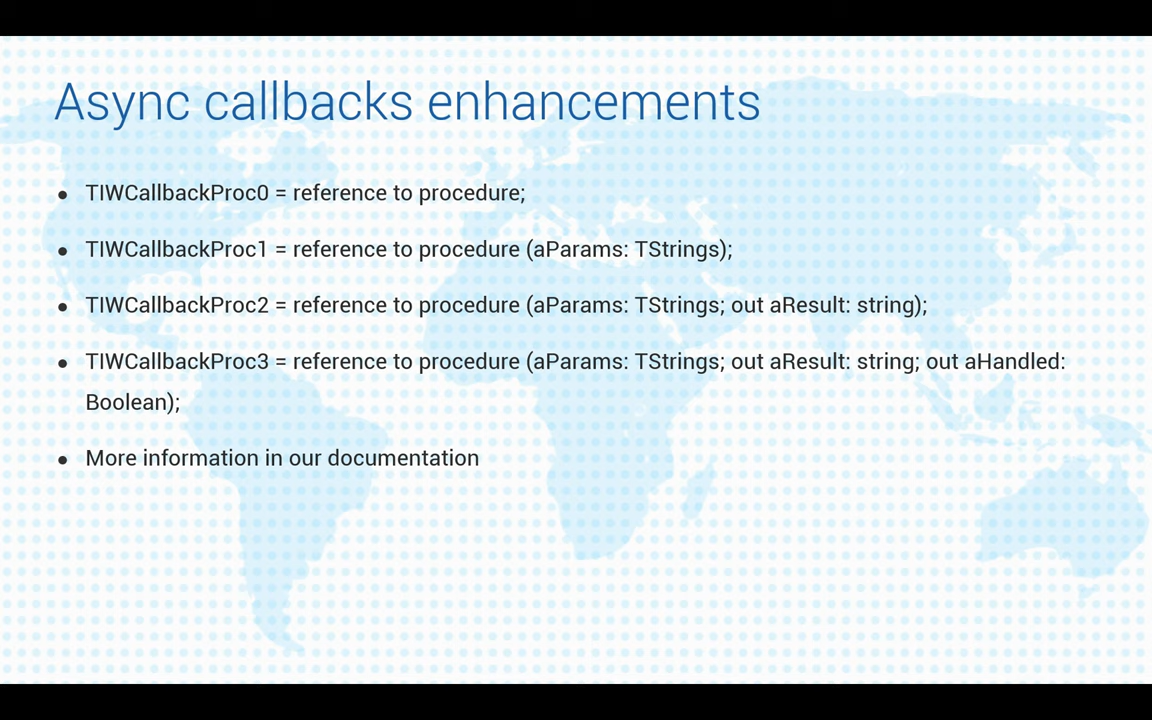 Async callbacks enhancements
● TIWCallbackProc0 = reference to procedure;
● TIWCallbackProc1 = reference to procedure (aParams: TStrings);
● TIWCallbackProc2 = reference to procedure (aParams: TStrings; out aResult: string);
● TIWCallbackProc3 = reference to procedure (aParams: TStrings; out aResult: string; out aHandled:
Boolean);
● More information in our documentation